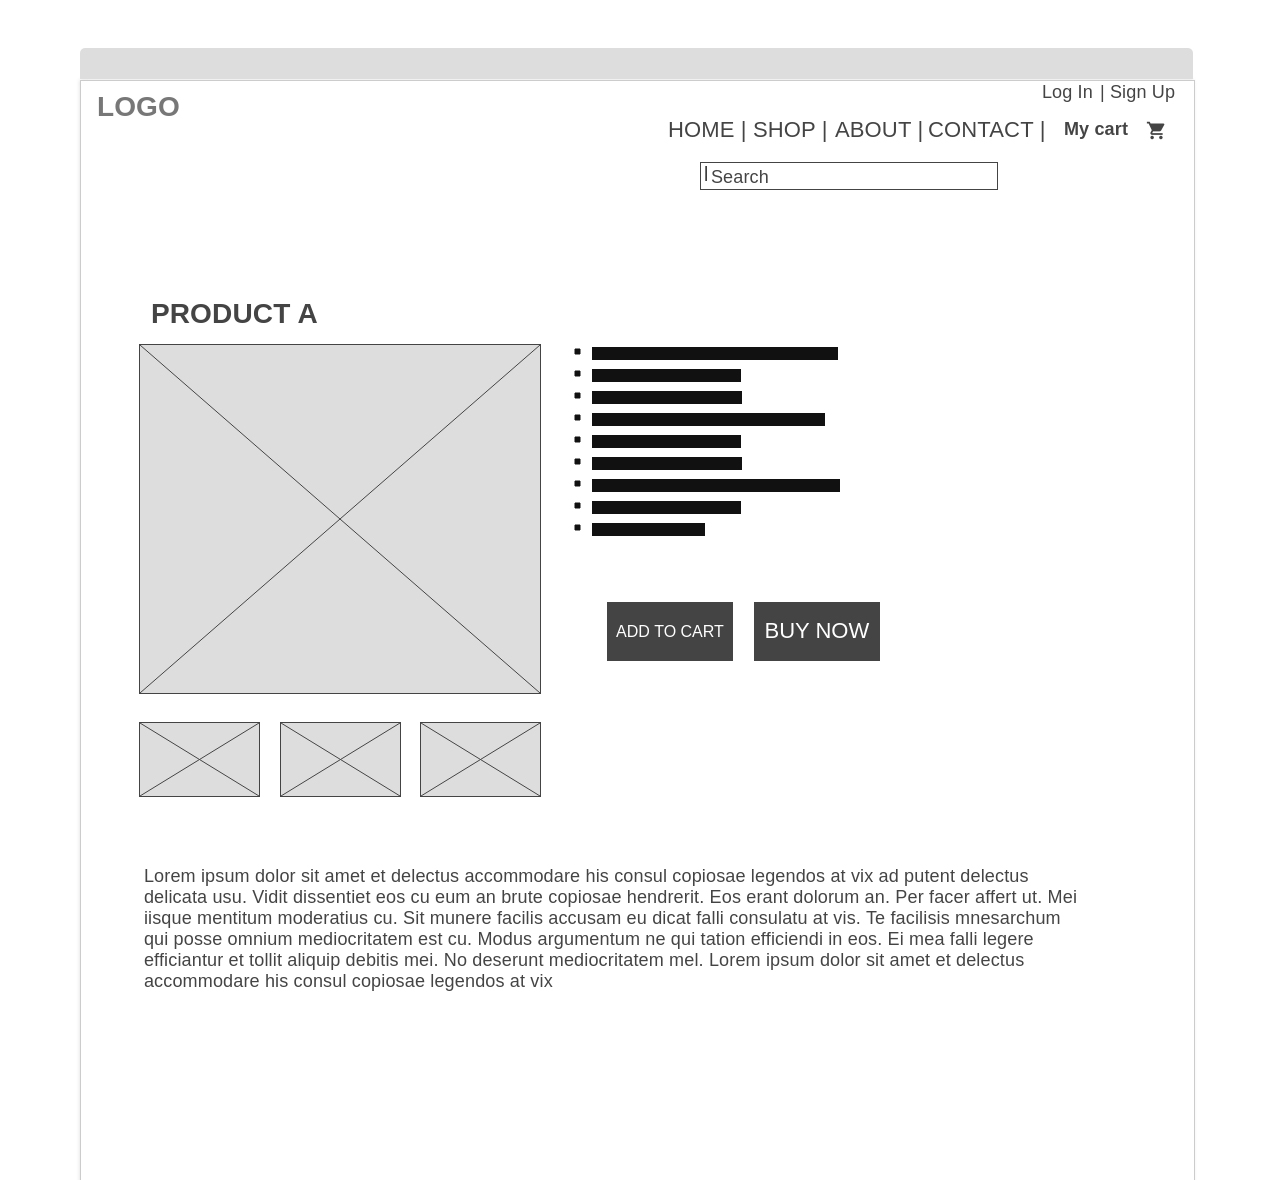 LOGO
Log In | Sign Up
HOME | SHOP | ABOUT | CONTACT | My cart
Search
PRODUCT A
ADD TO CART
BUY NOW
Lorem ipsum dolor sit amet et delectus accommodare his consul copiosae legendos at vix ad putent delectus
delicata usu. Vidit dissentiet eos cu eum an brute copiosae hendrerit. Eos erant dolorum an. Per facer affert ut. Mei
iisque mentitum moderatius cu. Sit munere facilis accusam eu dicat falli consulatu at vis. Te facilisis mnesarchum
qui posse omnium mediocritatem est cu. Modus argumentum ne qui tation efficiendi in eos. Ei mea falli legere
efficiantur et tollit aliquip debitis mei. No deserunt mediocritatem mel. Lorem ipsum dolor sit amet et delectus
accommodare his consul copiosae legendos at vix